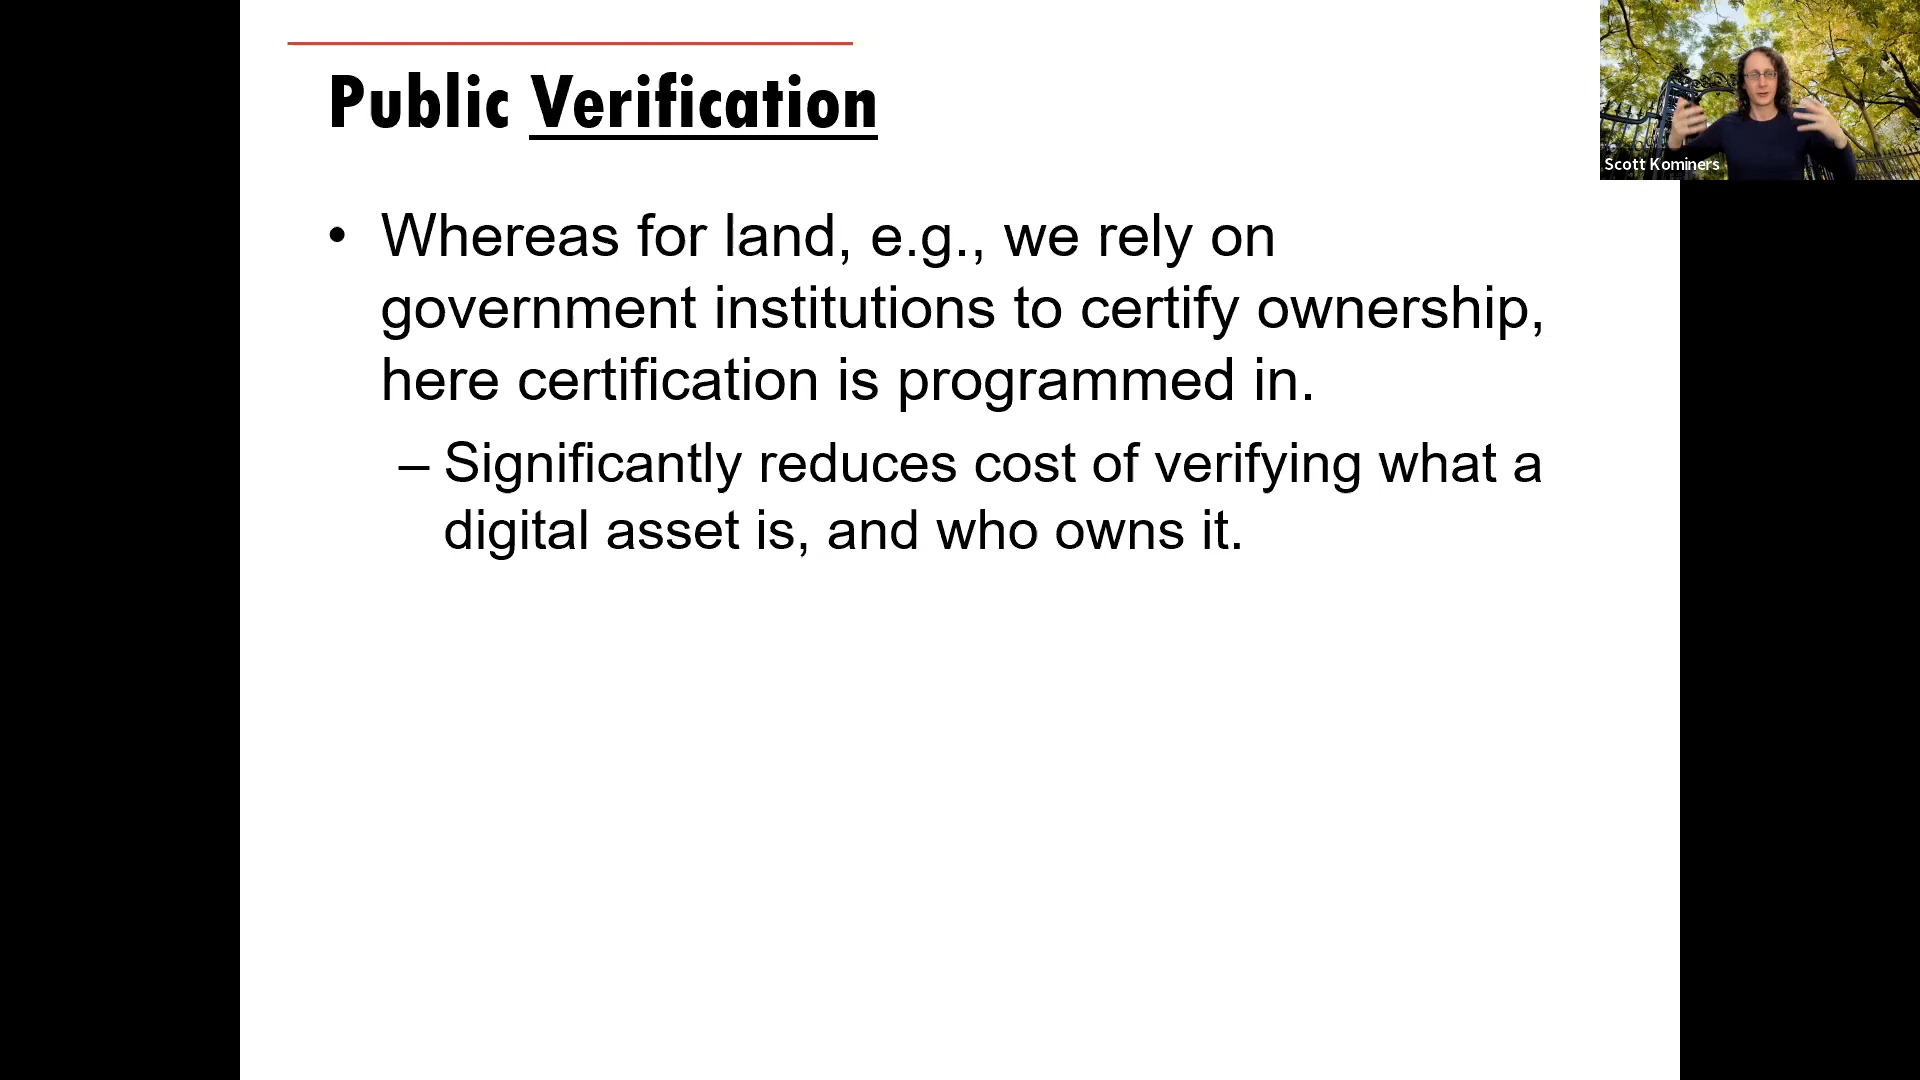 Public Verification
Scott Kominers
• Whereas for land, e.g., we rely on
government institutions to certify ownership,
here certification is programmed in.
– Significantly reduces cost of verifying what a
digital asset is, and who owns it.